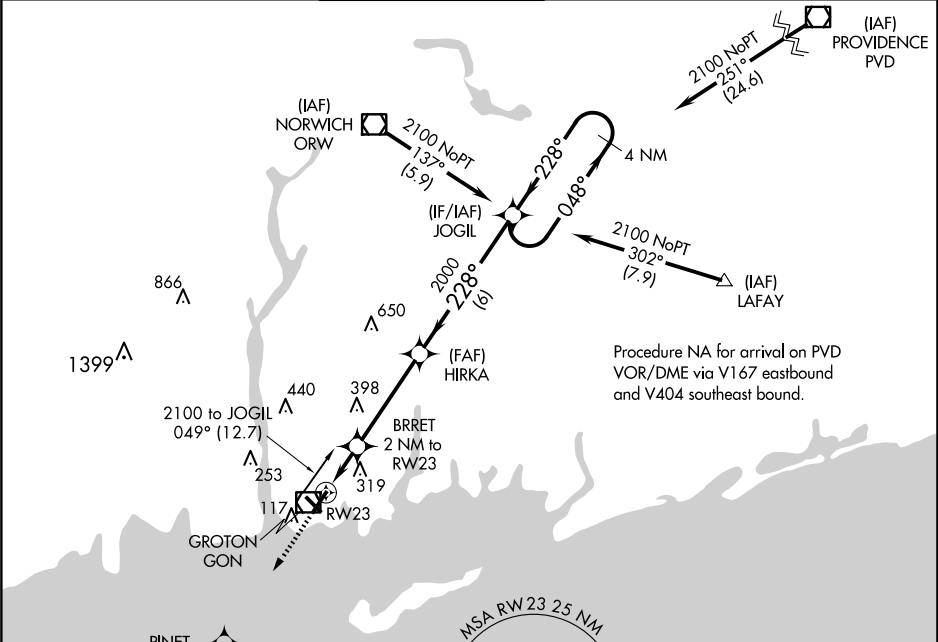 (IAF)
PROVIDENCE
PVD
2100 NoPT
251°
(24.6)
(IAF)
NORWICH
ORW
2100 NoPT
137°
(5.9)
228°
048°
4 NM
(IF/IAF)
JOGIL
2100 NoPT
302°
(7.9)
(IAF)
LAFAY
2000
228°
(6)
866
650
1399
(FAF)
HIRKA
Procedure NA for arrival on PVD
VOR/DME via V167 eastbound
and V404 southeast bound.
440
398
2100 to JOGIL
049° (12.7)
BRRET
2 NM to
RW23
253
319
117
RW23
GROTON
GON
MSA RW23 25 NM
PINET